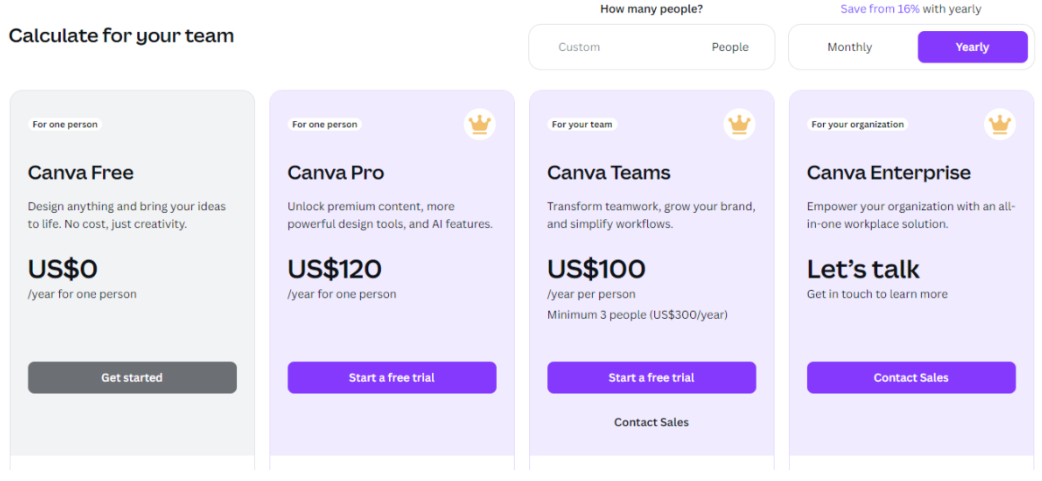 How many people?
Save from 16% with yearly
Calculate for your team
Custom
People
Monthly
Yearly
For one person
Canva Free
Design anything and bring your ideas
to life. No cost, just creativity.
US$0
/year for one person
Get started
For one person
Canva Pro
Unlock premium content, more
powerful design tools, and AI features.
US$120
/year for one person
Start a free trial
For your team
Canva Teams
Transform teamwork, grow your brand,
and simplify workflows.
US$100
/year per person
Minimum 3 people (US$300/year)
Start a free trial
Contact Sales
For your organization
Canva Enterprise
Empower your organization with an all-
in-one workplace solution.
Let's talk
Get in touch to learn more
Contact Sales